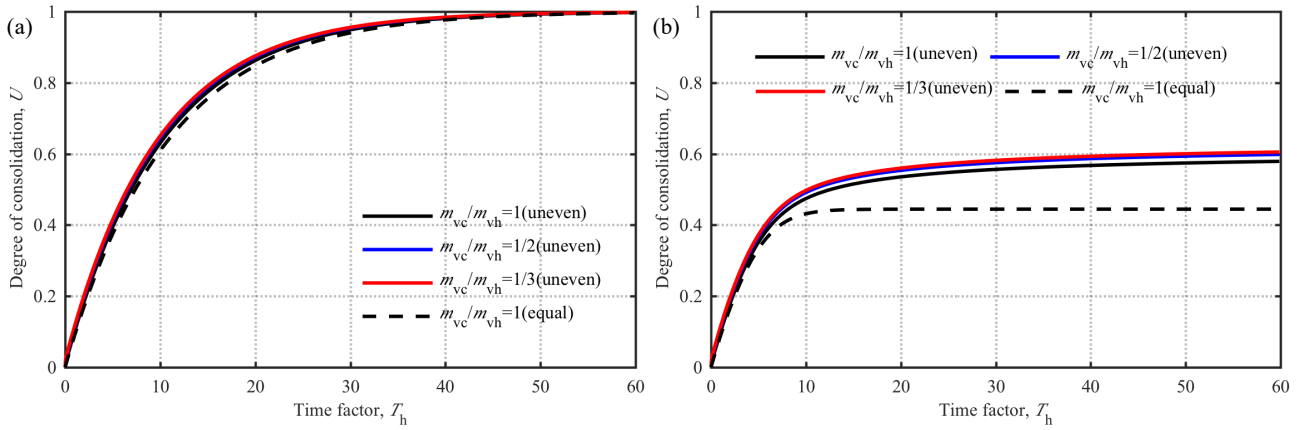 (a)
Degree of consolidation, U
1
0.8
0.6
0.4
0.2
0
m_vc/m_vh=1(uneven)
m_vc/m_vh=1/2(uneven)
m_vc/m_vh=1/3(uneven)
m_vc/m_vh=1(equal)
0 10 20 30 40 50 60
Time factor, T_h
(b)
Degree of consolidation, U
1
0.8
0.6
0.4
0.2
0
m_vc/m_vh=1(uneven) m_vc/m_vh=1/2(uneven)
m_vc/m_vh=1/3(uneven) m_vc/m_vh=1(equal)
0 10 20 30 40 50 60
Time factor, T_h